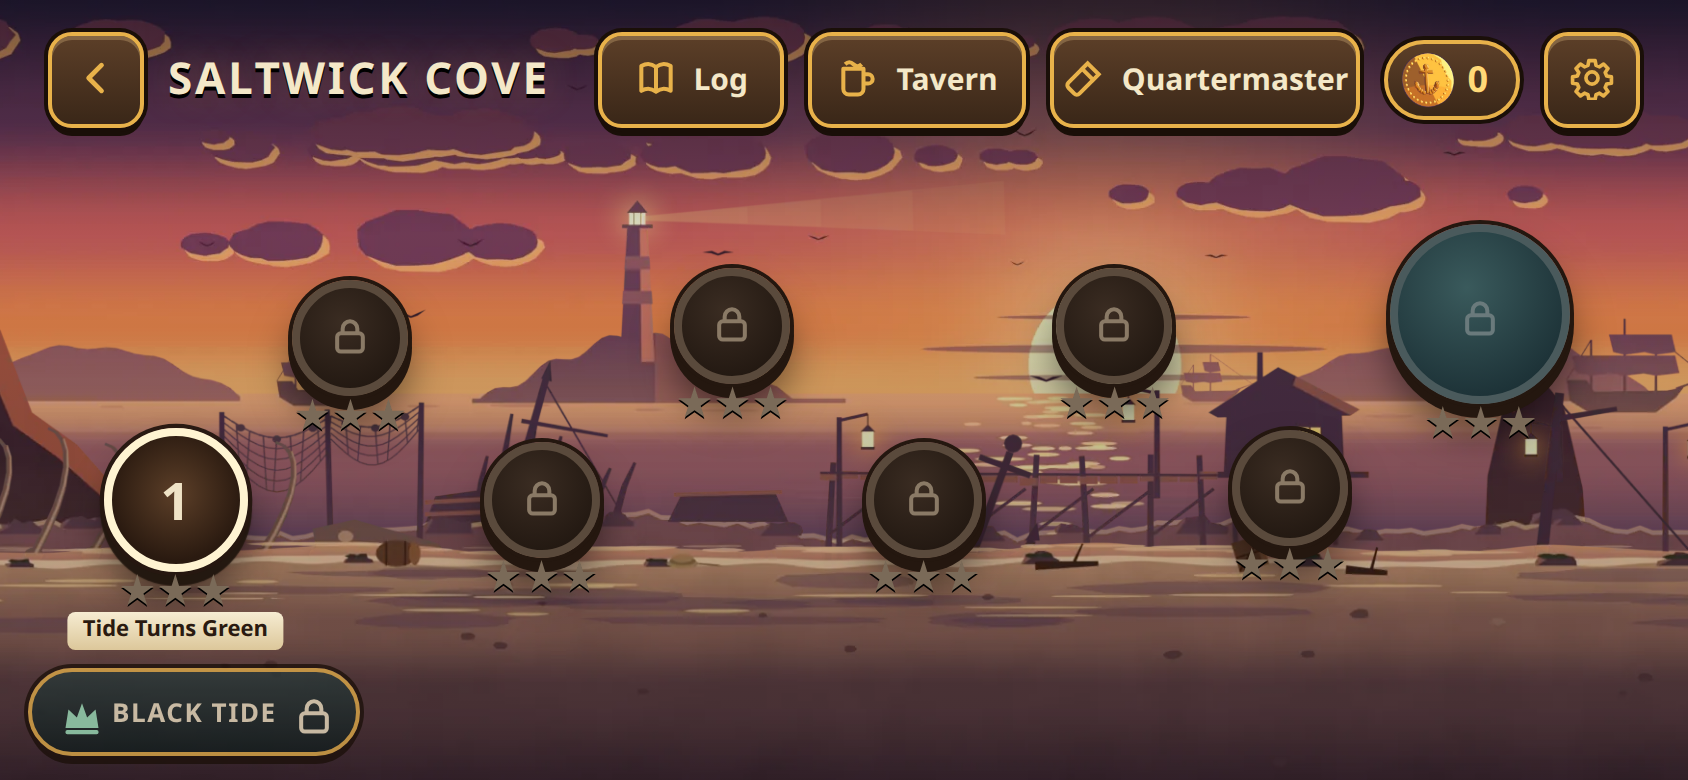 SALTWICK COVE
Log
Tavern
Quartermaster
0
1
Tide Turns Green
BLACK TIDE